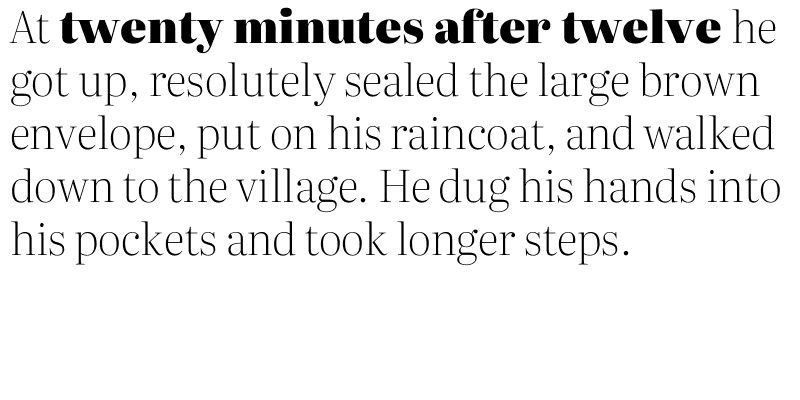 At twenty minutes after twelve he
got up, resolutely sealed the large brown
envelope, put on his raincoat, and walked
down to the village. He dug his hands into
his pockets and took longer steps.